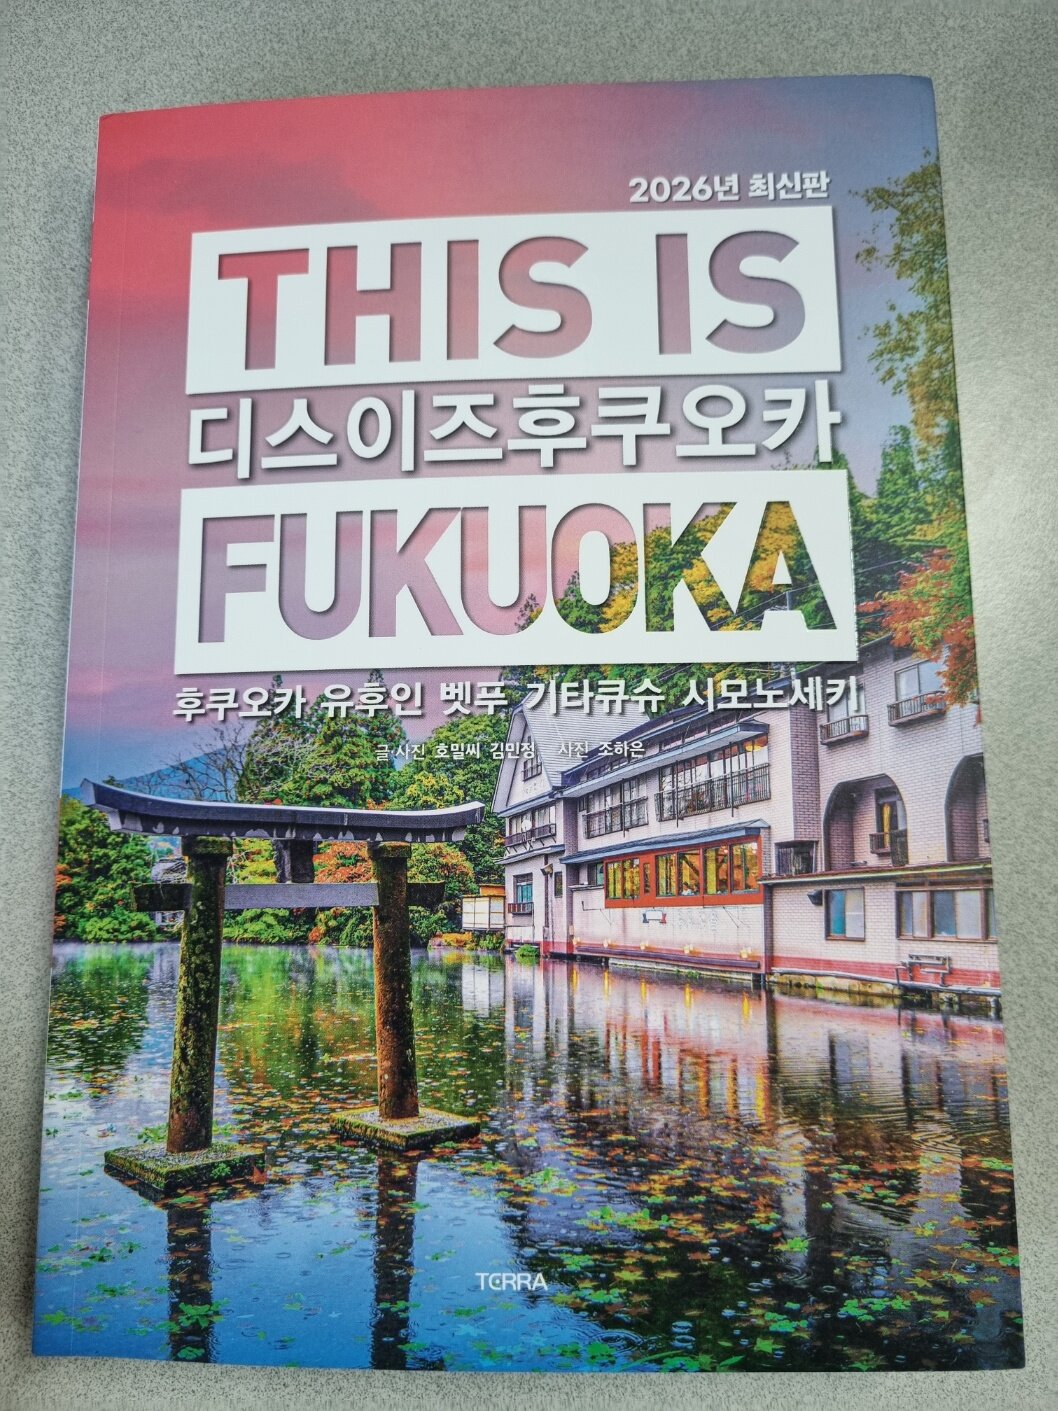 2026년 최신판
THIS IS
디스이즈후쿠오카
FUKUOKA
후쿠오카 유후인 벳푸 기타큐슈 시모노세키
글·사진 호밀씨 김민정 사진 조하은
TERRA